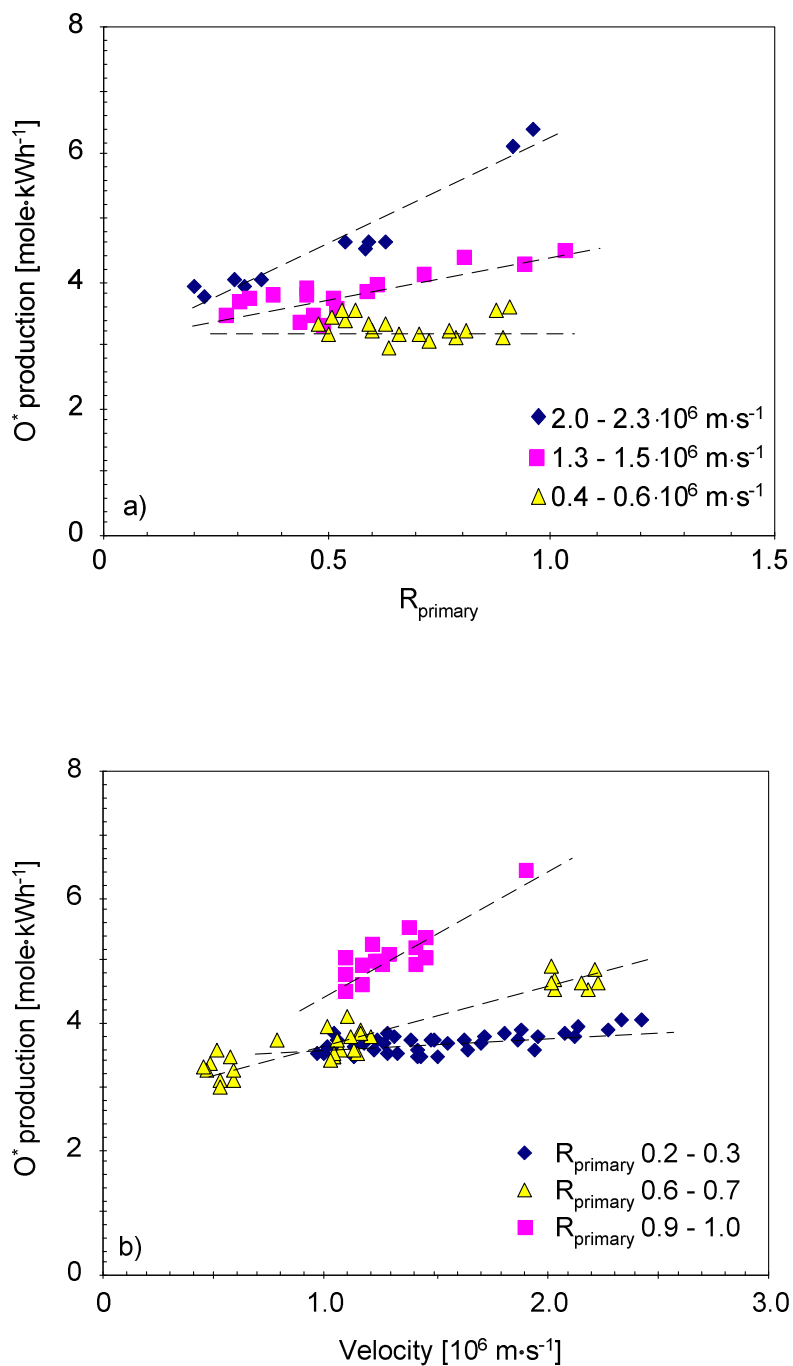 8
6
4
2
0
O* production [mole·kWh⁻¹]
2.0 - 2.3·10⁶ m·s⁻¹
1.3 - 1.5·10⁶ m·s⁻¹
0.4 - 0.6·10⁶ m·s⁻¹
a)
0 0.5 1.0 1.5
Rprimary
8
6
4
2
0
O* production [mole·kWh⁻¹]
Rprimary 0.2 - 0.3
Rprimary 0.6 - 0.7
Rprimary 0.9 - 1.0
b)
0 1.0 2.0 3.0
Velocity [10⁶ m·s⁻¹]